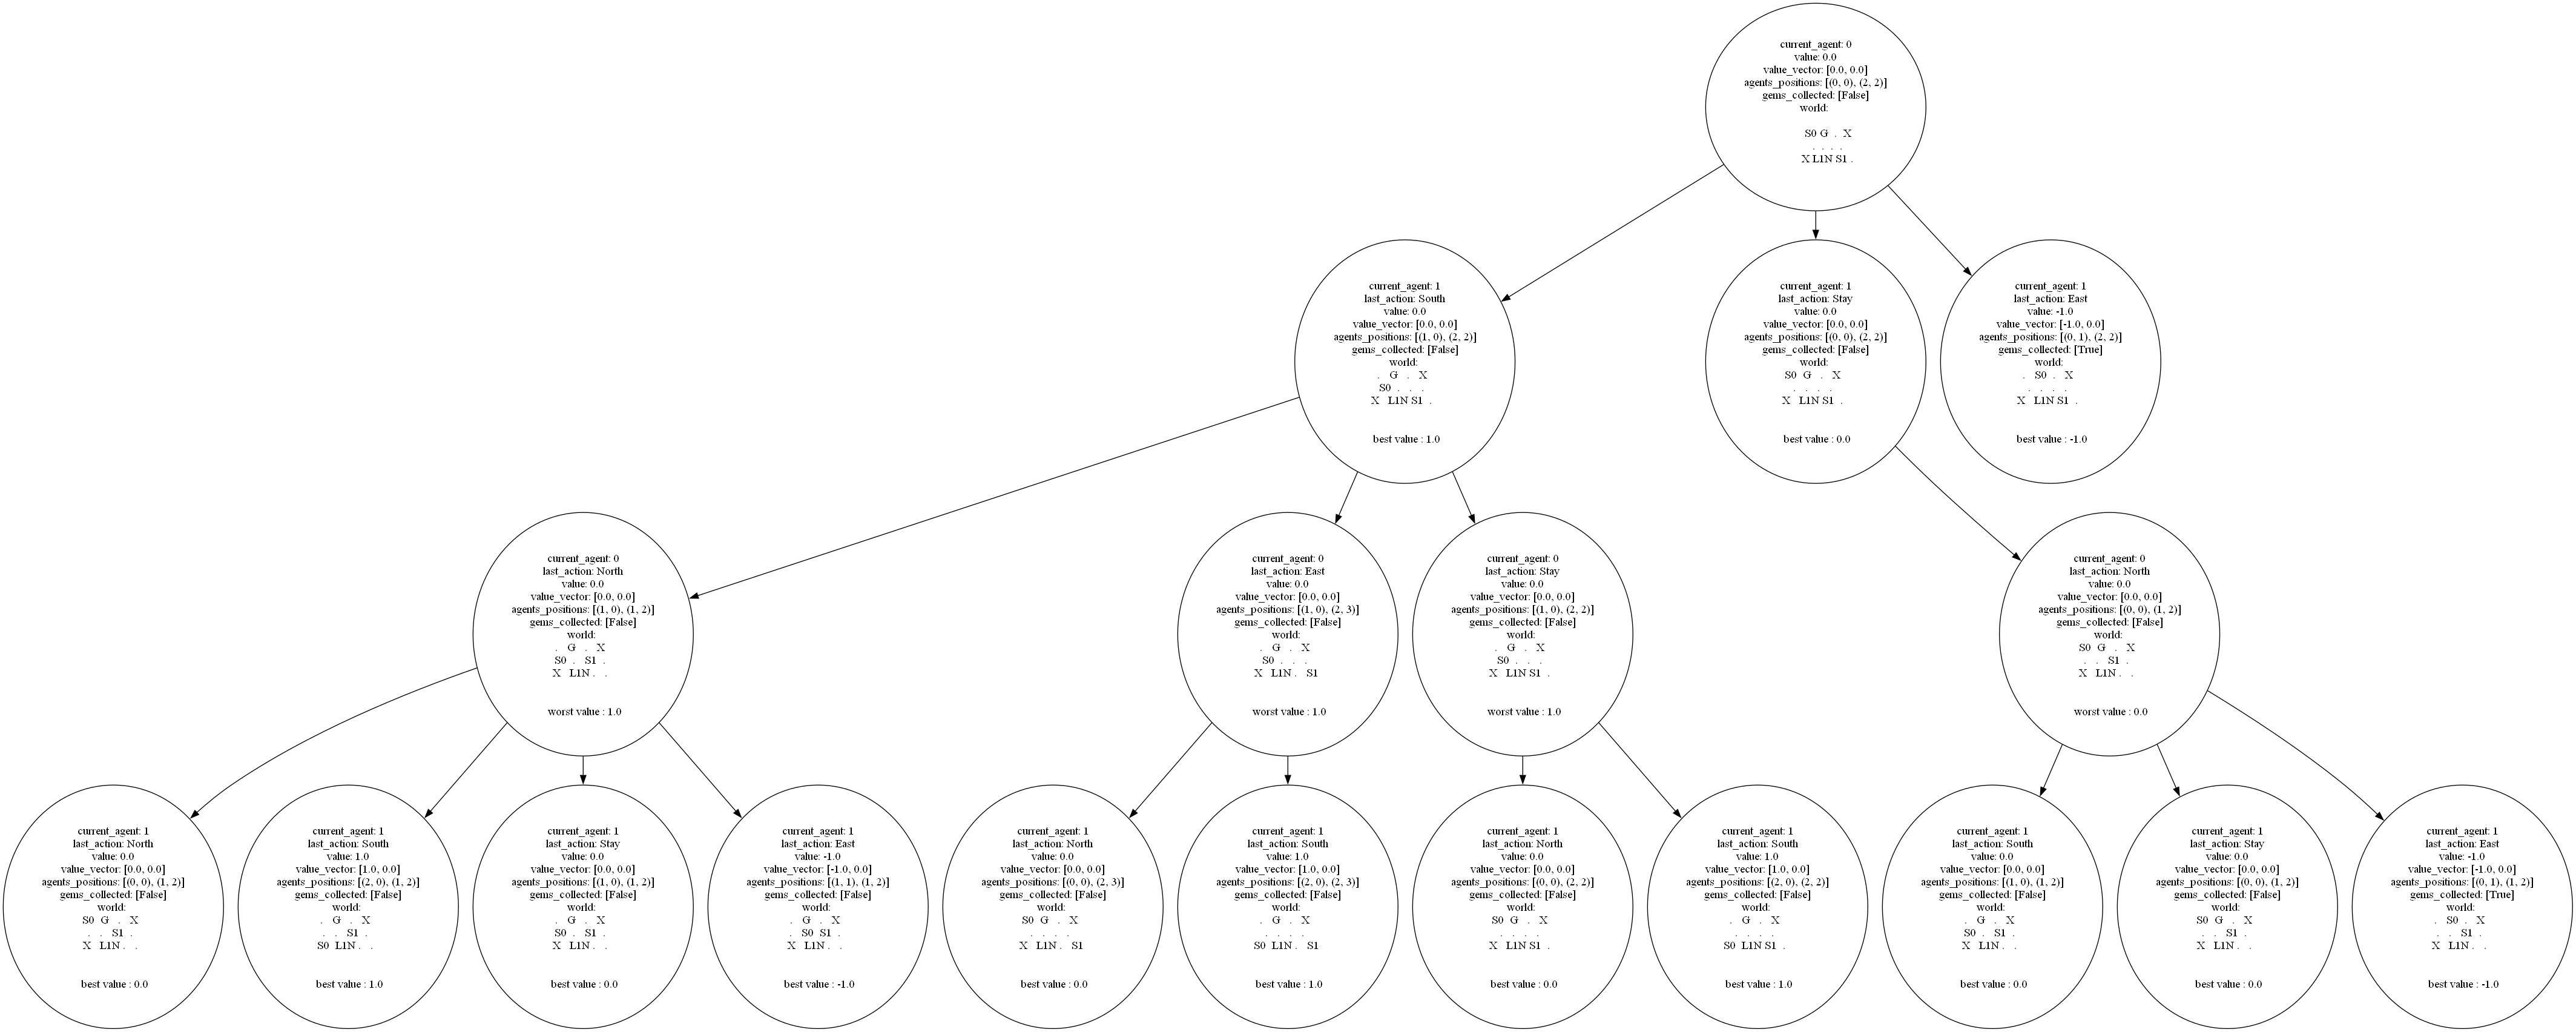 current_agent: 0
value: 0.0
value_vector: [0.0, 0.0]
agents_positions: [(0, 0), (2, 2)]
gems_collected: [False]
world:
S0 G . X
. . . .
X L1N S1 .
current_agent: 1
last_action: South
value: 0.0
value_vector: [0.0, 0.0]
agents_positions: [(1, 0), (2, 2)]
gems_collected: [False]
world:
. G . X
S0 . . .
X L1N S1 .
best value : 1.0
current_agent: 1
last_action: Stay
value: 0.0
value_vector: [0.0, 0.0]
agents_positions: [(0, 0), (2, 2)]
gems_collected: [False]
world:
S0 G . X
. . . .
X L1N S1 .
best value : 0.0
current_agent: 1
last_action: East
value: -1.0
value_vector: [-1.0, 0.0]
agents_positions: [(0, 1), (2, 2)]
gems_collected: [True]
world:
. S0 . X
. . . .
X L1N S1 .
best value : -1.0
current_agent: 0
last_action: North
value: 0.0
value_vector: [0.0, 0.0]
agents_positions: [(1, 0), (1, 2)]
gems_collected: [False]
world:
. G . X
S0 . S1 .
X L1N . .
worst value : 1.0
current_agent: 0
last_action: East
value: 0.0
value_vector: [0.0, 0.0]
agents_positions: [(1, 0), (2, 3)]
gems_collected: [False]
world:
. G . X
S0 . . .
X L1N . S1
worst value : 1.0
current_agent: 0
last_action: Stay
value: 0.0
value_vector: [0.0, 0.0]
agents_positions: [(1, 0), (2, 2)]
gems_collected: [False]
world:
. G . X
S0 . . .
X L1N S1 .
worst value : 1.0
current_agent: 0
last_action: North
value: 0.0
value_vector: [0.0, 0.0]
agents_positions: [(0, 0), (1, 2)]
gems_collected: [False]
world:
S0 G . X
. . S1 .
X L1N . .
worst value : 0.0
current_agent: 1
last_action: North
value: 0.0
value_vector: [0.0, 0.0]
agents_positions: [(0, 0), (1, 2)]
gems_collected: [False]
world:
S0 G . X
. . S1 .
X L1N . .
best value : 0.0
current_agent: 1
last_action: South
value: 1.0
value_vector: [1.0, 0.0]
agents_positions: [(2, 0), (1, 2)]
gems_collected: [False]
world:
. G . X
. . S1 .
S0 L1N . .
best value : 1.0
current_agent: 1
last_action: Stay
value: 0.0
value_vector: [0.0, 0.0]
agents_positions: [(1, 0), (1, 2)]
gems_collected: [False]
world:
. G . X
S0 . S1 .
X L1N . .
best value : 0.0
current_agent: 1
last_action: East
value: -1.0
value_vector: [-1.0, 0.0]
agents_positions: [(1, 1), (1, 2)]
gems_collected: [False]
world:
. G . X
. S0 S1 .
X L1N . .
best value : -1.0
current_agent: 1
last_action: North
value: 0.0
value_vector: [0.0, 0.0]
agents_positions: [(0, 0), (2, 3)]
gems_collected: [False]
world:
S0 G . X
. . . .
X L1N . S1
best value : 0.0
current_agent: 1
last_action: South
value: 1.0
value_vector: [1.0, 0.0]
agents_positions: [(2, 0), (2, 3)]
gems_collected: [False]
world:
. G . X
. . . .
S0 L1N . S1
best value : 1.0
current_agent: 1
last_action: North
value: 0.0
value_vector: [0.0, 0.0]
agents_positions: [(0, 0), (2, 2)]
gems_collected: [False]
world:
S0 G . X
. . . .
X L1N S1 .
best value : 0.0
current_agent: 1
last_action: South
value: 1.0
value_vector: [1.0, 0.0]
agents_positions: [(2, 0), (2, 2)]
gems_collected: [False]
world:
. G . X
. . . .
S0 L1N S1 .
best value : 1.0
current_agent: 1
last_action: South
value: 0.0
value_vector: [0.0, 0.0]
agents_positions: [(1, 0), (1, 2)]
gems_collected: [False]
world:
. G . X
S0 . S1 .
X L1N . .
best value : 0.0
current_agent: 1
last_action: Stay
value: 0.0
value_vector: [0.0, 0.0]
agents_positions: [(0, 0), (1, 2)]
gems_collected: [False]
world:
S0 G . X
. . S1 .
X L1N . .
best value : 0.0
current_agent: 1
last_action: East
value: -1.0
value_vector: [-1.0, 0.0]
agents_positions: [(0, 1), (1, 2)]
gems_collected: [True]
world:
. S0 . X
. . S1 .
X L1N . .
best value : -1.0